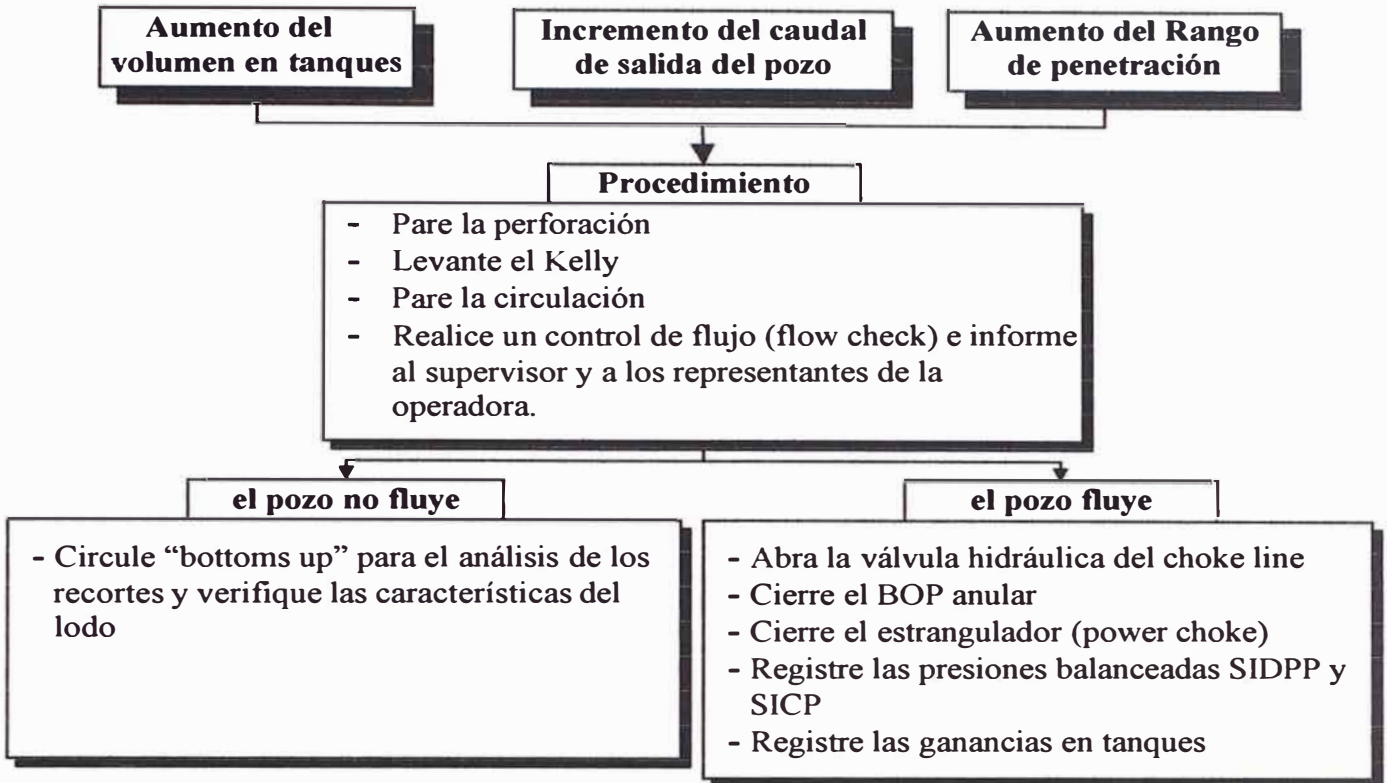 Aumento del
volumen en tanques
Incremento del caudal
de salida del pozo
Aumento del Rango
de penetración
Procedimiento
- Pare la perforación
- Levante el Kelly
- Pare la circulación
- Realice un control de flujo (flow check) e informe
al supervisor y a los representantes de la
operadora.
el pozo no fluye
- Circule “bottoms up” para el análisis de los
recortes y verifique las características del
lodo
el pozo fluye
- Abra la válvula hidráulica del choke line
- Cierre el BOP anular
- Cierre el estrangulador (power choke)
- Registre las presiones balanceadas SIDPP y
SICP
- Registre las ganancias en tanques